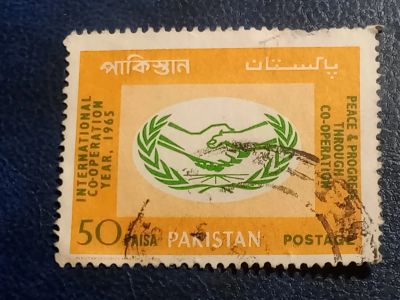 পাকিস্তান پاکستان
INTERNATIONAL
CO-OPERATION
YEAR, 1965
PEACE & PROGRESS
THROUGH
CO-OPERATION
50 PAISA PAKISTAN POSTAGE